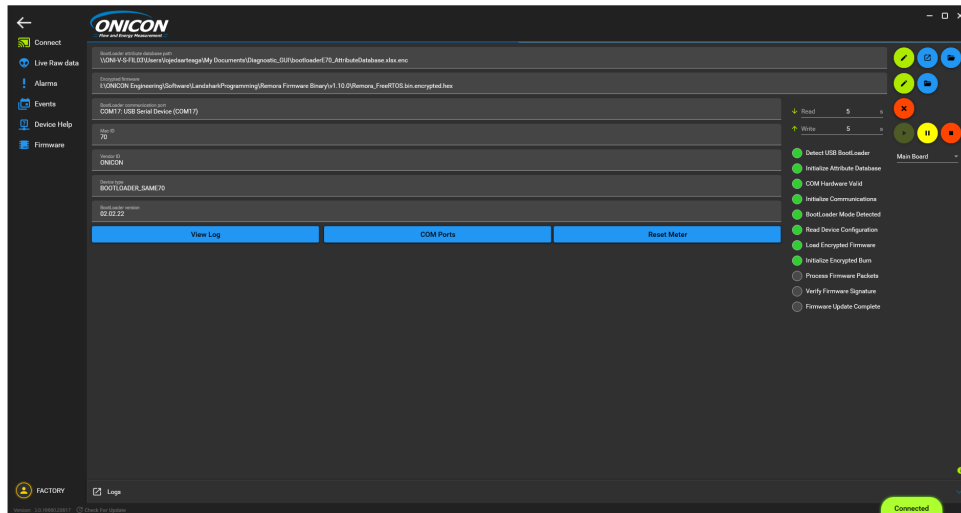 ONICON
Flow and Energy Measurement
Connect
Live Raw data
Alarms
Events
Device Help
Firmware
BootLoader attribute database path
\\ONI-V-S-FIL03\Users\lojedaarteaga\My Documents\Diagnostic_GUI\bootloaderE70_AttributeDatabase.xlsx.enc
Encrypted firmware
I:\ONICON Engineering\Software\LandsharkProgramming\Remora Firmware Binary\v1.10.0\Remora_FreeRTOS.bin.encrypted.hex
BootLoader communication port
COM17: USB Serial Device (COM17)
Mac ID
70
Vendor ID
ONICON
Device type
BOOTLOADER_SAME70
BootLoader version
02.02.22
View Log
COM Ports
Reset Meter
Read 5 s
Write 5 s
Main Board
Detect USB BootLoader
Initialize Attribute Database
COM Hardware Valid
Initialize Communications
BootLoader Mode Detected
Read Device Configuration
Load Encrypted Firmware
Initialize Encrypted Burn
Process Firmware Packets
Verify Firmware Signature
Firmware Update Complete
FACTORY
Logs
Version
Check For Update
Connected